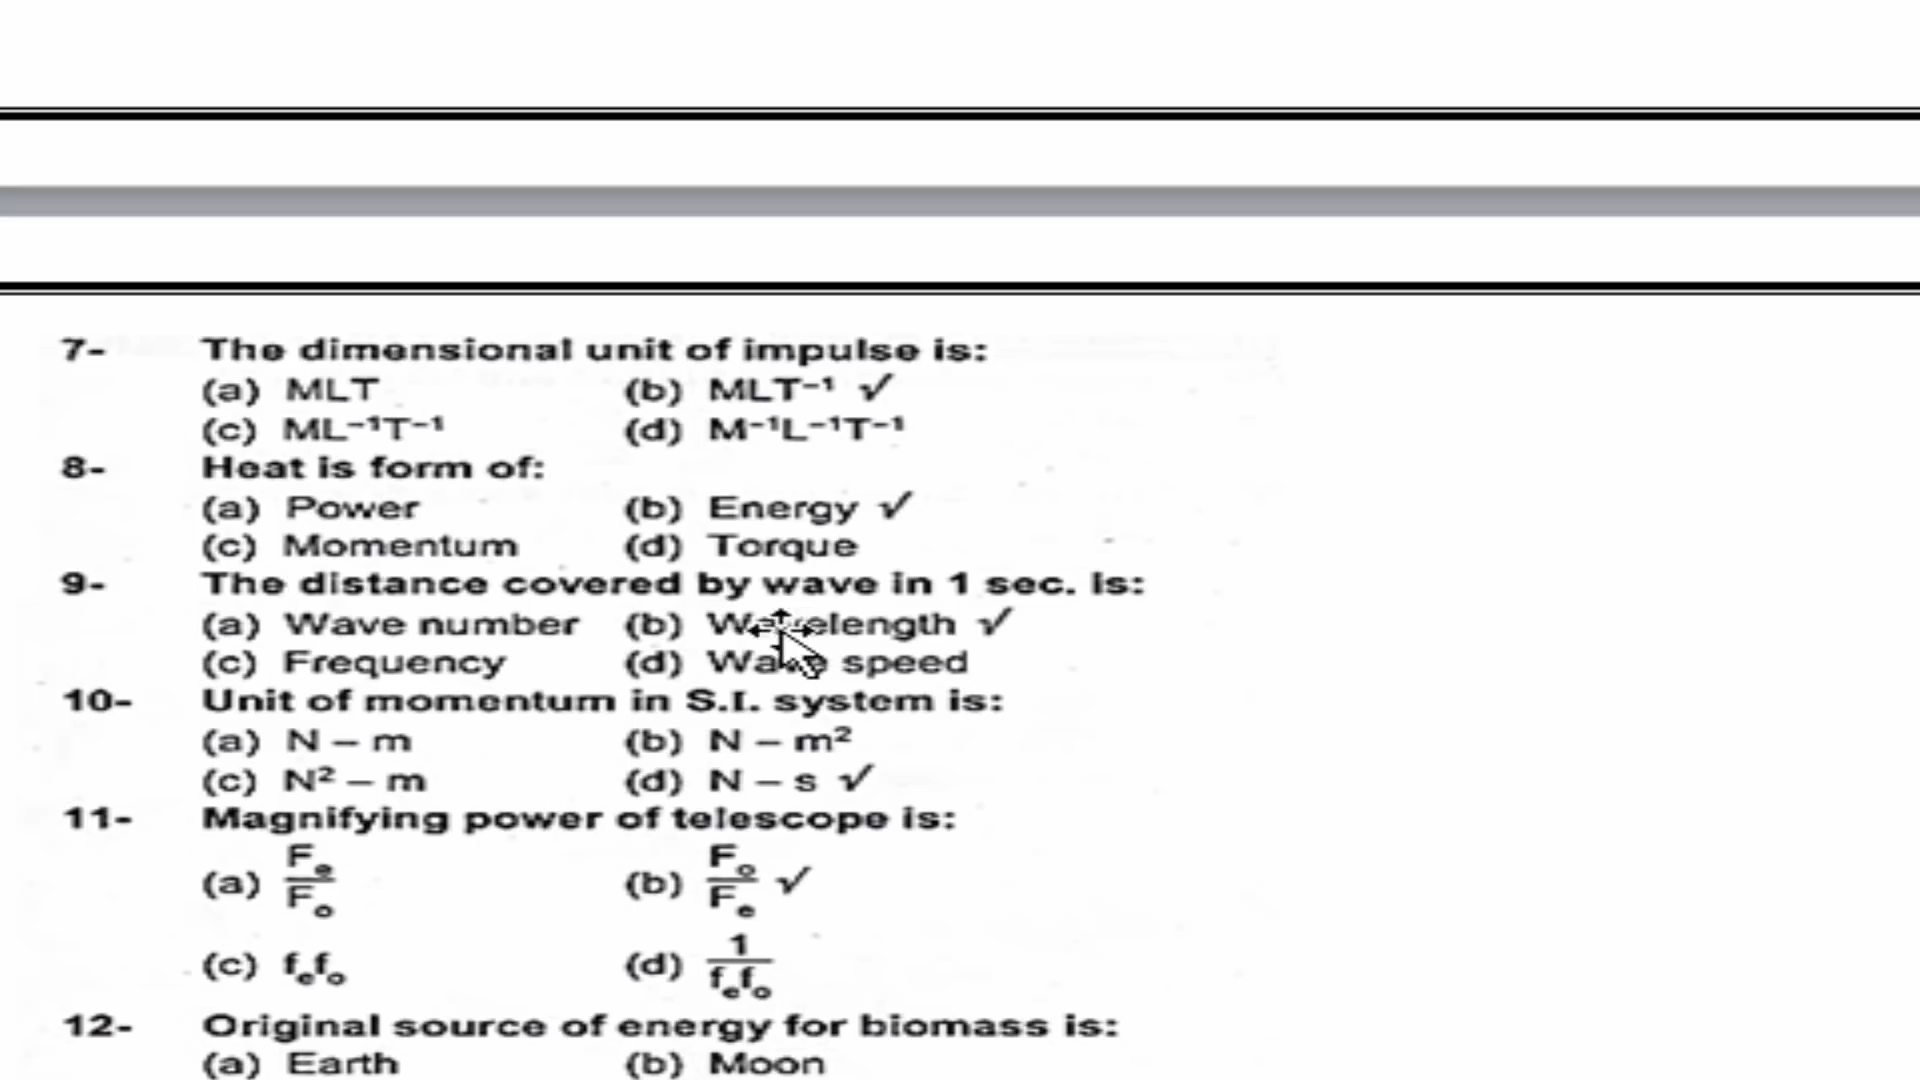 7- The dimensional unit of impulse is:
(a) MLT (b) MLT⁻¹ ✓
(c) ML⁻¹T⁻¹ (d) M⁻¹L⁻¹T⁻¹
8- Heat is form of:
(a) Power (b) Energy ✓
(c) Momentum (d) Torque
9- The distance covered by wave in 1 sec. is:
(a) Wave number (b) Wavelength ✓
(c) Frequency (d) Wave speed
10- Unit of momentum in S.I. system is:
(a) N – m (b) N – m²
(c) N² – m (d) N – s ✓
11- Magnifying power of telescope is:
(a) Fₑ/Fₒ (b) Fₒ/Fₑ ✓
(c) fₑfₒ (d) 1/fₑfₒ
12- Original source of energy for biomass is:
(a) Earth (b) Moon